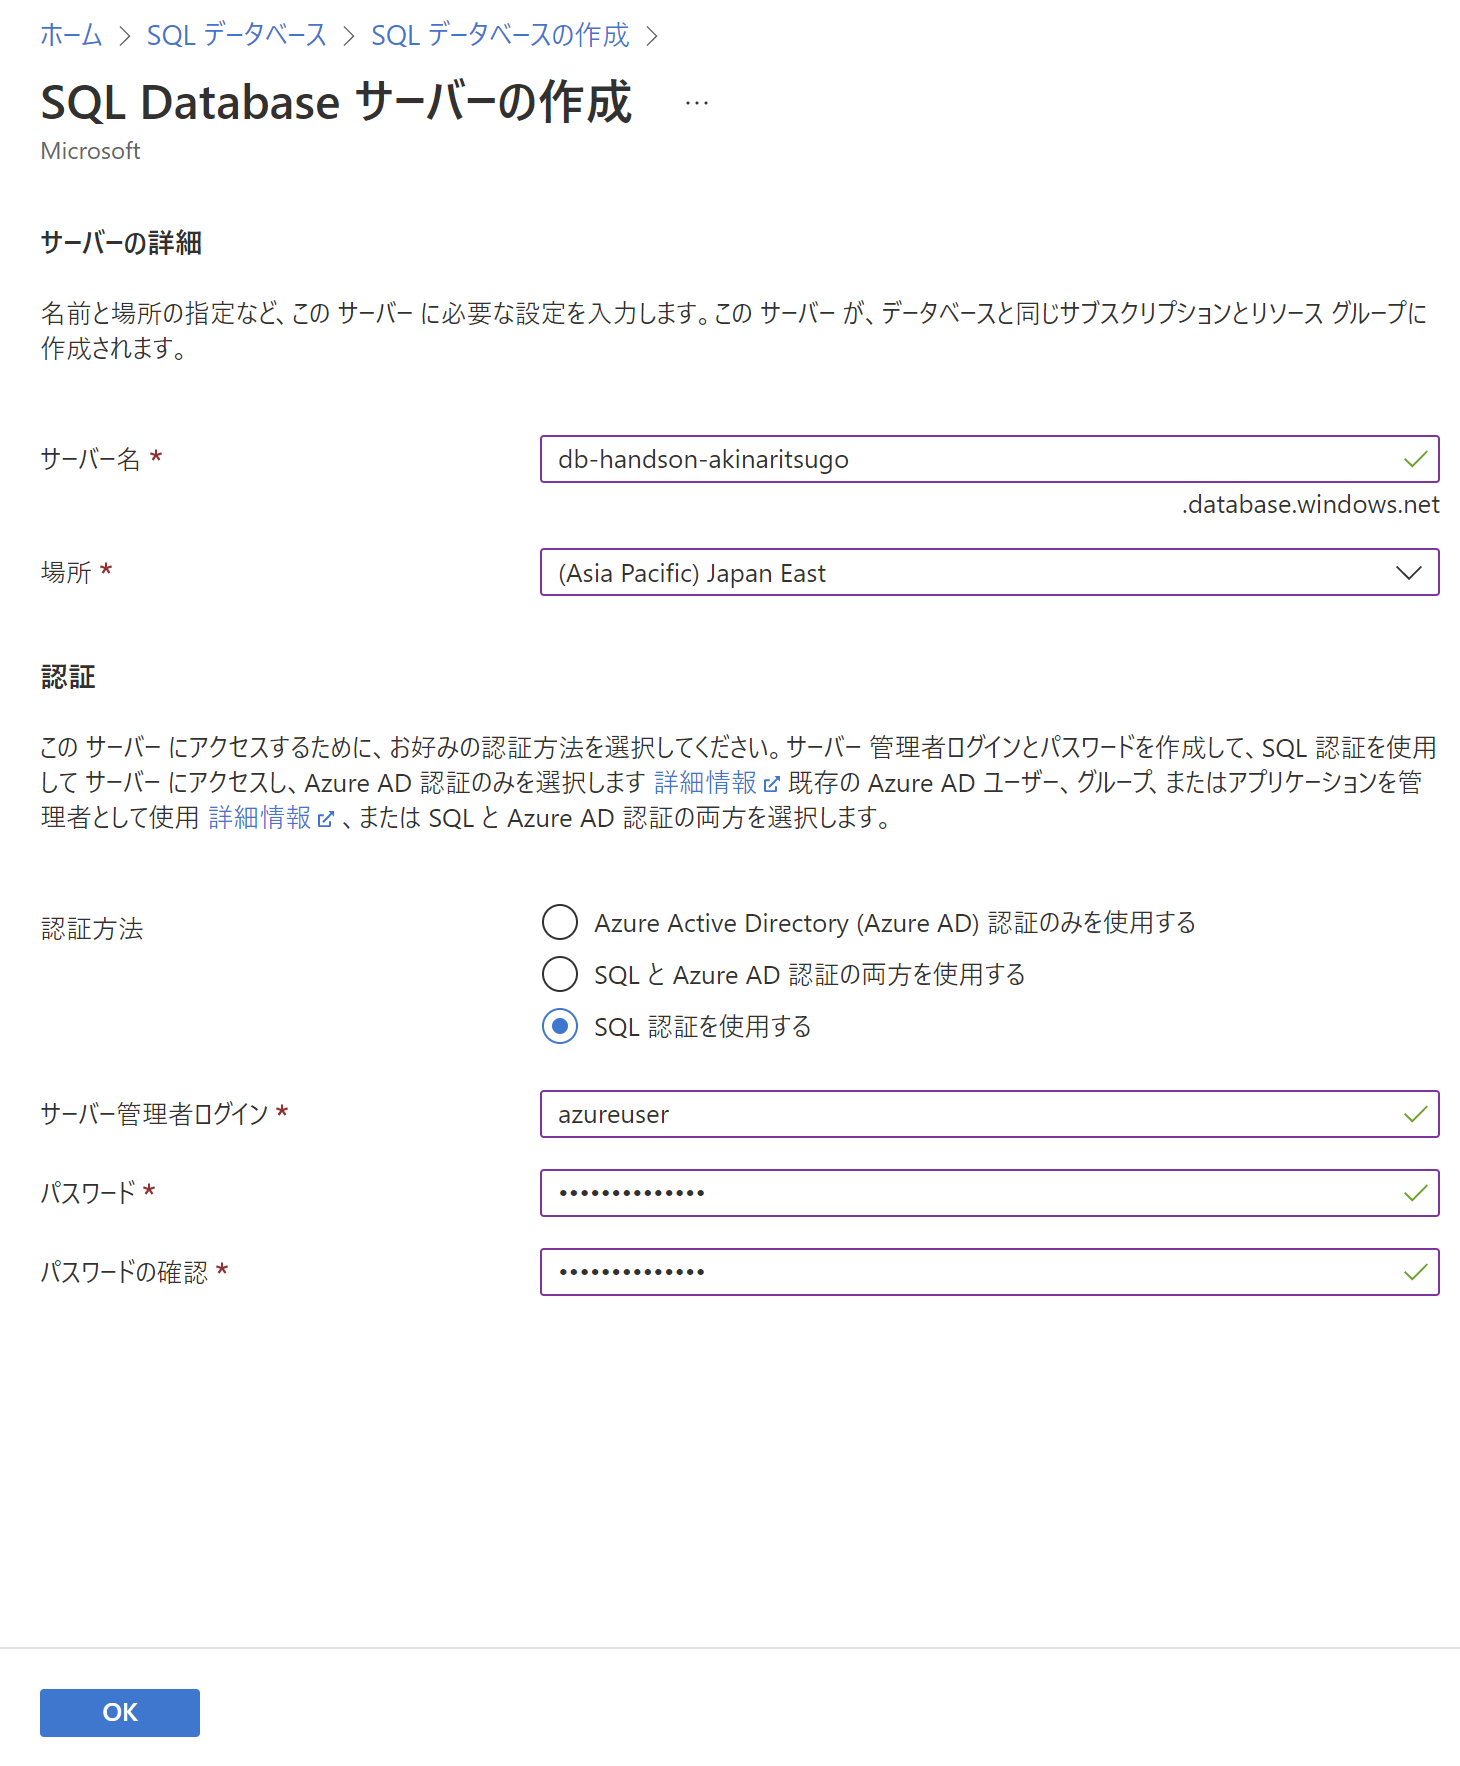 ホーム > SQL データベース > SQL データベースの作成 >
SQL Database サーバーの作成 …
Microsoft
サーバーの詳細
名前と場所の指定など、この サーバー に必要な設定を入力します。この サーバー が、データベースと同じサブスクリプションとリソース グループに
作成されます。
サーバー名 *
db-handson-akinaritsugo
.database.windows.net
場所 *
(Asia Pacific) Japan East
認証
この サーバー にアクセスするために、お好みの認証方法を選択してください。サーバー 管理者ログインとパスワードを作成して、SQL 認証を使用
して サーバー にアクセスし、Azure AD 認証のみを選択します 詳細情報 既存の Azure AD ユーザー、グループ、またはアプリケーションを管
理者として使用 詳細情報 、または SQL と Azure AD 認証の両方を選択します。
認証方法
Azure Active Directory (Azure AD) 認証のみを使用する
SQL と Azure AD 認証の両方を使用する
SQL 認証を使用する
サーバー管理者ログイン *
azureuser
パスワード *
••••••••••••••
パスワードの確認 *
••••••••••••••
OK